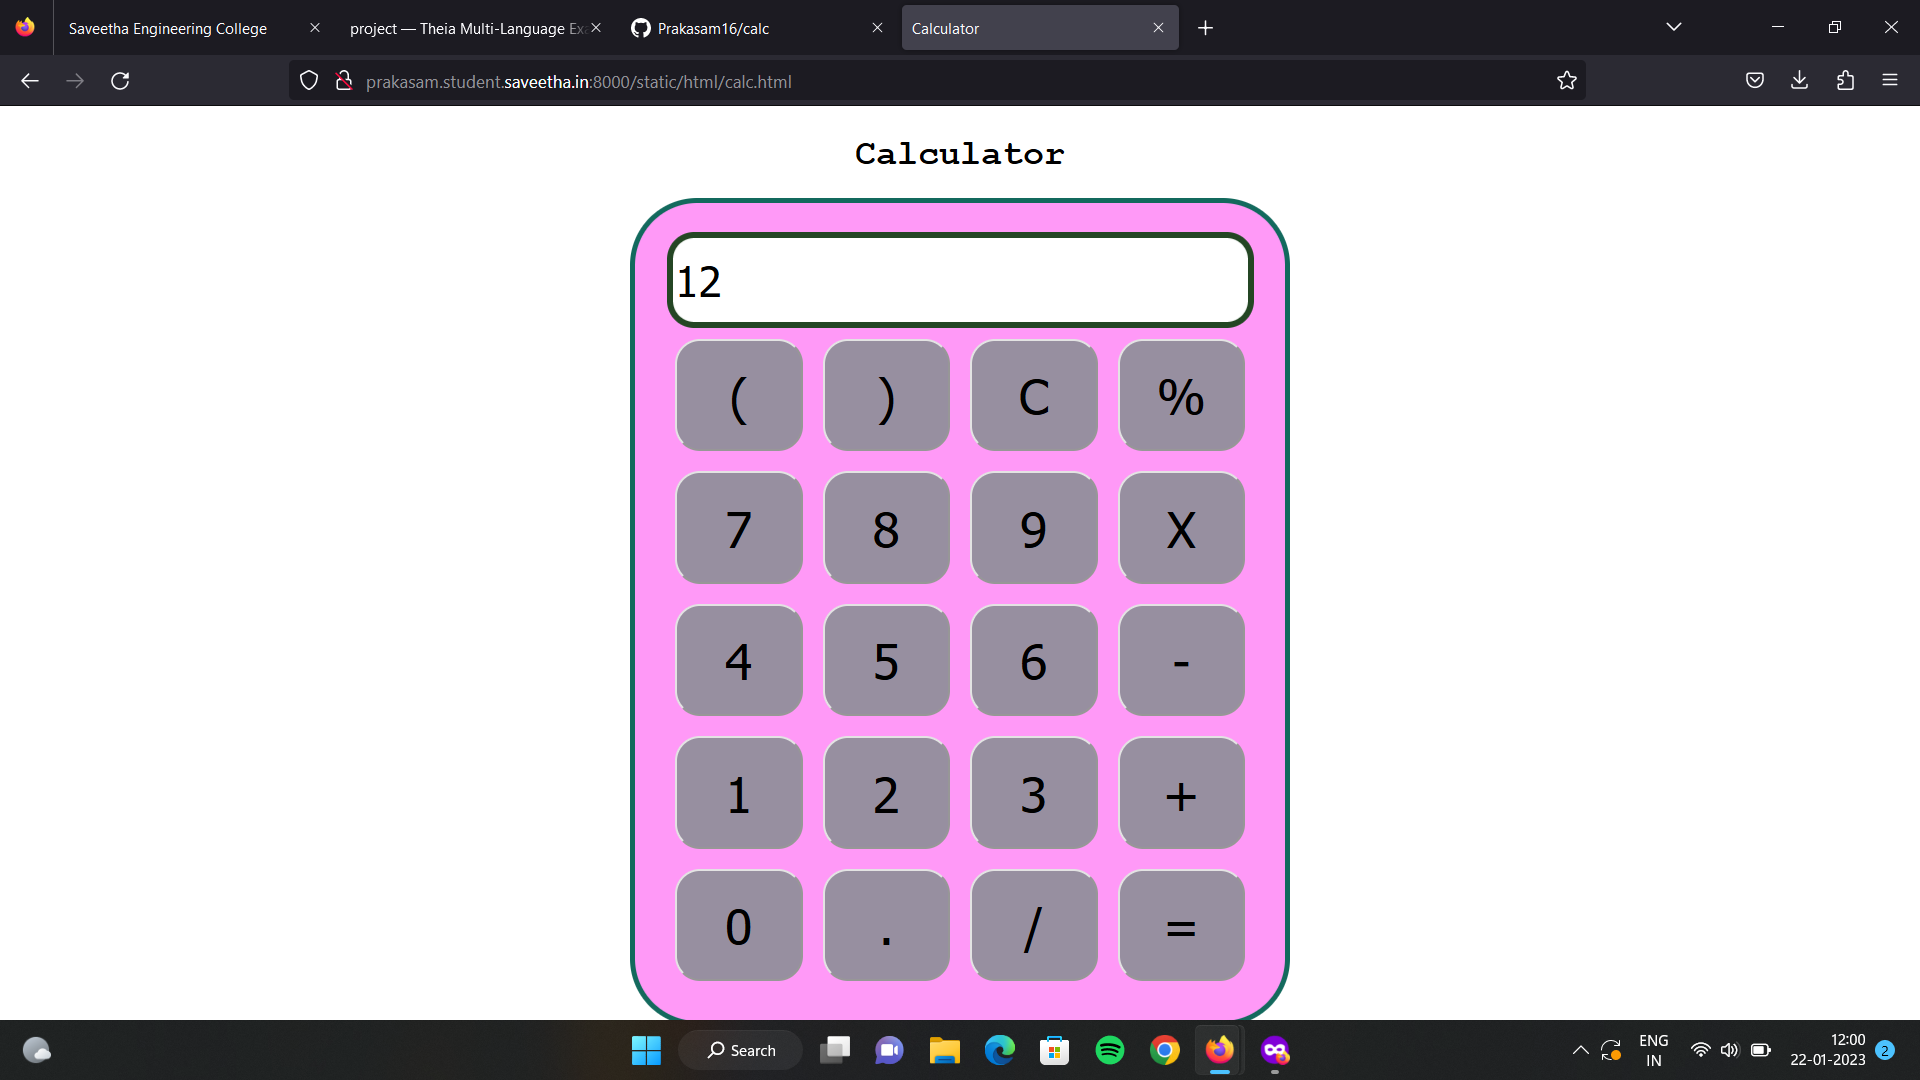 Saveetha Engineering College
project — Theia Multi-Language Exa
Prakasam16/calc
Calculator
prakasam.student.saveetha.in:8000/static/html/calc.html
Calculator
12
( ) C %
7 8 9 X
4 5 6 -
1 2 3 +
0 . / =
Search
ENG
IN
12:00
22-01-2023
2